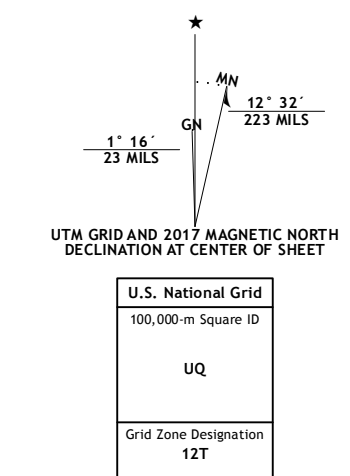 ★
MN
GN
12° 32´
223 MILS
1° 16´
23 MILS
UTM GRID AND 2017 MAGNETIC NORTH
DECLINATION AT CENTER OF SHEET
U.S. National Grid
100,000-m Square ID
UQ
Grid Zone Designation
12T